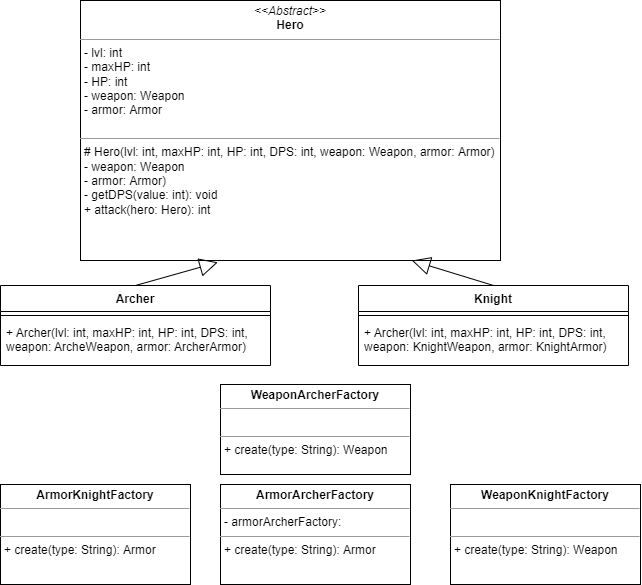 <<Abstract>>
Hero
- lvl: int
- maxHP: int
- HP: int
- weapon: Weapon
- armor: Armor
# Hero(lvl: int, maxHP: int, HP: int, DPS: int, weapon: Weapon, armor: Armor)
- weapon: Weapon
- armor: Armor)
- getDPS(value: int): void
+ attack(hero: Hero): int
Archer
+ Archer(lvl: int, maxHP: int, HP: int, DPS: int,
weapon: ArcheWeapon, armor: ArcherArmor)
Knight
+ Archer(lvl: int, maxHP: int, HP: int, DPS: int,
weapon: KnightWeapon, armor: KnightArmor)
WeaponArcherFactory
+ create(type: String): Weapon
ArmorKnightFactory
+ create(type: String): Armor
ArmorArcherFactory
- armorArcherFactory:
+ create(type: String): Armor
WeaponKnightFactory
+ create(type: String): Weapon